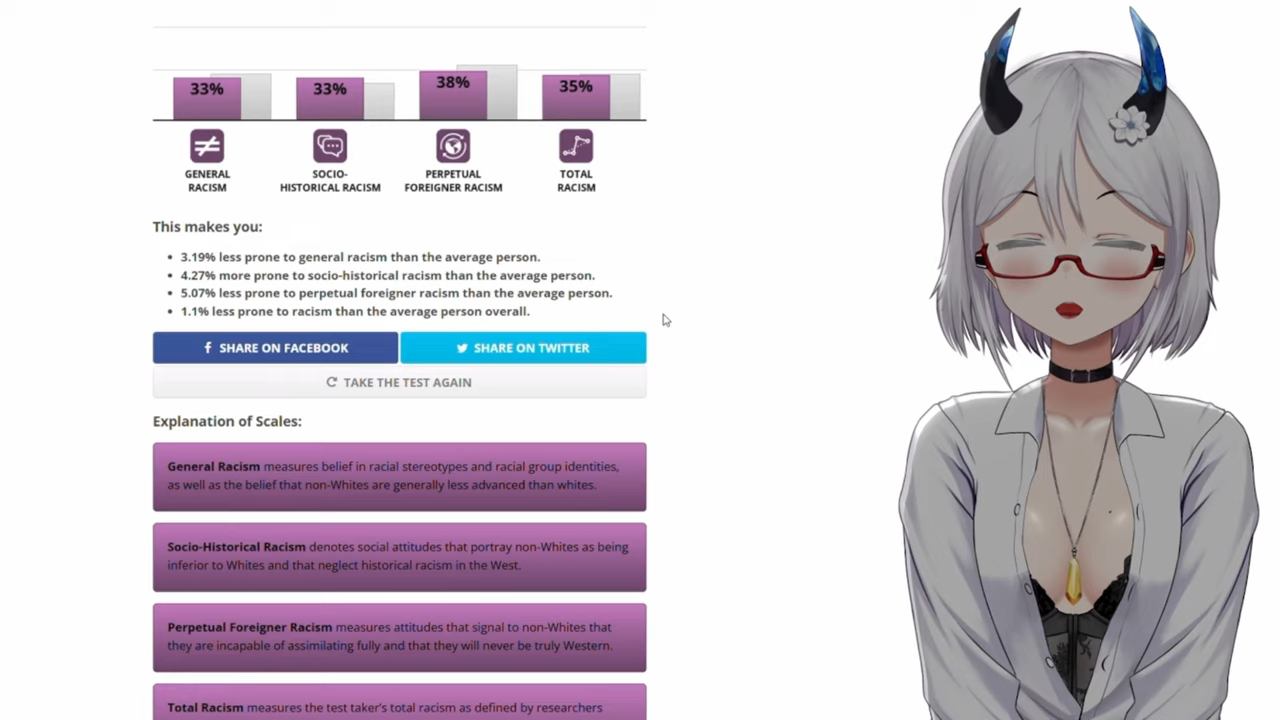 33%
33%
38%
35%
GENERAL
RACISM
SOCIO-
HISTORICAL RACISM
PERPETUAL
FOREIGNER RACISM
TOTAL
RACISM
This makes you:
• 3.19% less prone to general racism than the average person.
• 4.27% more prone to socio-historical racism than the average person.
• 5.07% less prone to perpetual foreigner racism than the average person.
• 1.1% less prone to racism than the average person overall.
SHARE ON FACEBOOK
SHARE ON TWITTER
TAKE THE TEST AGAIN
Explanation of Scales:
General Racism measures belief in racial stereotypes and racial group identities,
as well as the belief that non-Whites are generally less advanced than whites.
Socio-Historical Racism denotes social attitudes that portray non-Whites as being
inferior to Whites and that neglect historical racism in the West.
Perpetual Foreigner Racism measures attitudes that signal to non-Whites that
they are incapable of assimilating fully and that they will never be truly Western.
Total Racism measures the test taker's total racism as defined by researchers